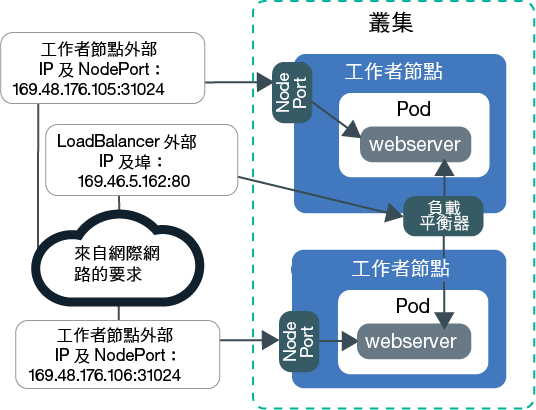 叢集
工作者節點外部
IP 及 NodePort：
169.48.176.105:31024
Node
Port
工作者節點
Pod
webserver
LoadBalancer 外部
IP 及埠：
169.46.5.162:80
負載
平衡器
來自網際網
路的要求
工作者節點
Pod
webserver
Node
Port
工作者節點外部
IP 及 NodePort：
169.48.176.106:31024